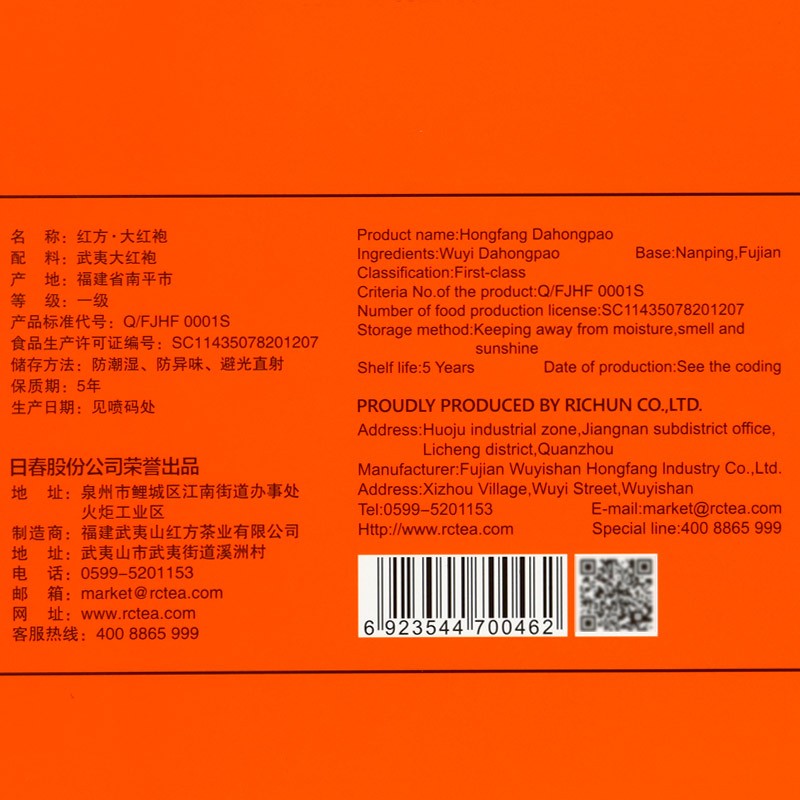 名　称：红方·大红袍
配　料：武夷大红袍
产　地：福建省南平市
等　级：一级
产品标准代号：Q/FJHF 0001S
食品生产许可证编号：SC11435078201207
储存方法：防潮湿、防异味、避光直射
保质期：5年
生产日期：见喷码处
日春股份公司荣誉出品
地　址：泉州市鲤城区江南街道办事处
火炬工业区
制造商：福建武夷山红方茶业有限公司
地　址：武夷山市武夷街道溪洲村
电　话：0599-5201153
邮　箱：market@rctea.com
网　址：www.rctea.com
客服热线：400 8865 999
Product name:Hongfang Dahongpao
Ingredients:Wuyi Dahongpao Base:Nanping,Fujian
Classification:First-class
Criteria No.of the product:Q/FJHF 0001S
Number of food production license:SC11435078201207
Storage method:Keeping away from moisture,smell and
sunshine
Shelf life:5 Years Date of production:See the coding
PROUDLY PRODUCED BY RICHUN CO.,LTD.
Address:Huoju industrial zone,Jiangnan subdistrict office,
Licheng district,Quanzhou
Manufacturer:Fujian Wuyishan Hongfang Industry Co.,Ltd.
Address:Xizhou Village,Wuyi Street,Wuyishan
Tel:0599-5201153 E-mail:market@rctea.com
Http://www.rctea.com Special line:400 8865 999
6 923544 700462